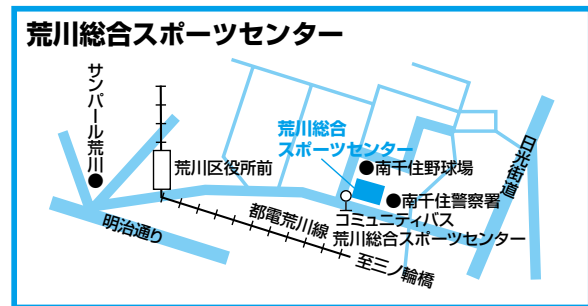 荒川総合スポーツセンター
サンパール荒川
荒川区役所前
荒川総合
スポーツセンター
南千住野球場
南千住警察署
コミュニティバス
荒川総合スポーツセンター
日光街道
明治通り
都電荒川線
至三ノ輪橋